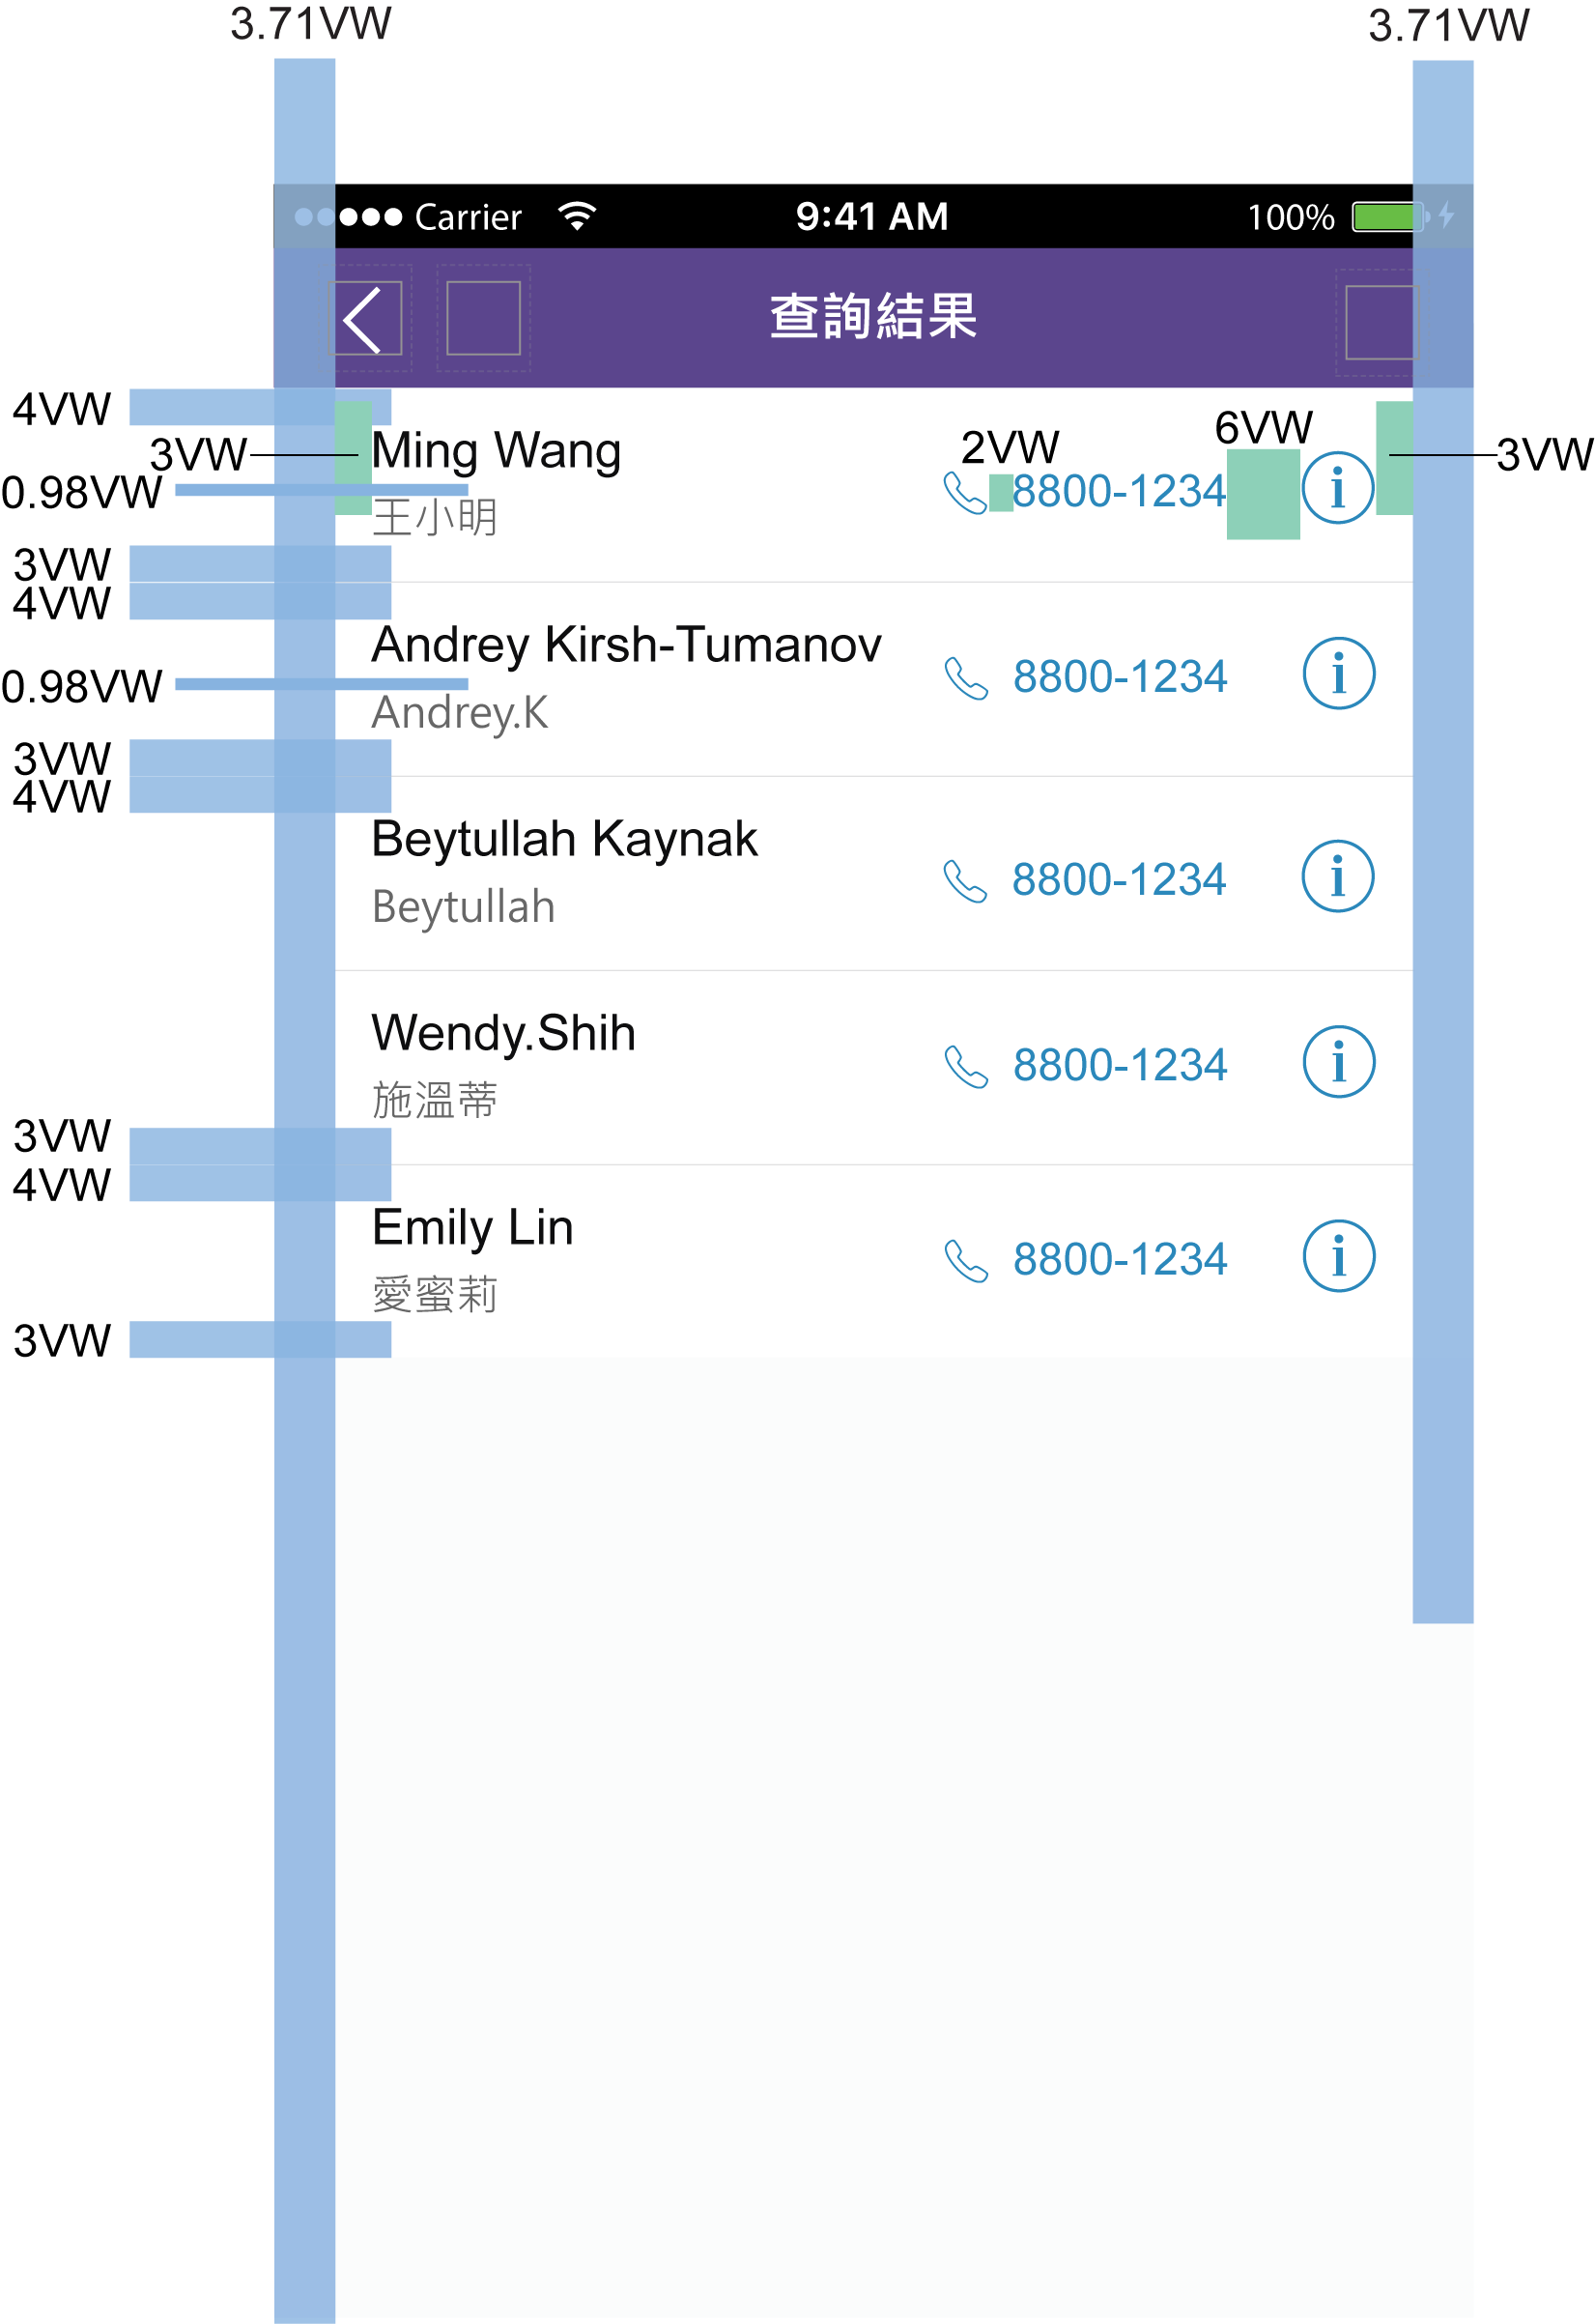 3.71VW
3.71VW
Carrier
9:41 AM
100%
查詢結果
4VW
3VW
Ming Wang
2VW
6VW
3VW
0.98VW
8800-1234
i
王小明
3VW
4VW
Andrey Kirsh-Tumanov
0.98VW
8800-1234
i
Andrey.K
3VW
4VW
Beytullah Kaynak
8800-1234
i
Beytullah
Wendy.Shih
8800-1234
i
施溫蒂
3VW
4VW
Emily Lin
8800-1234
i
愛蜜莉
3VW